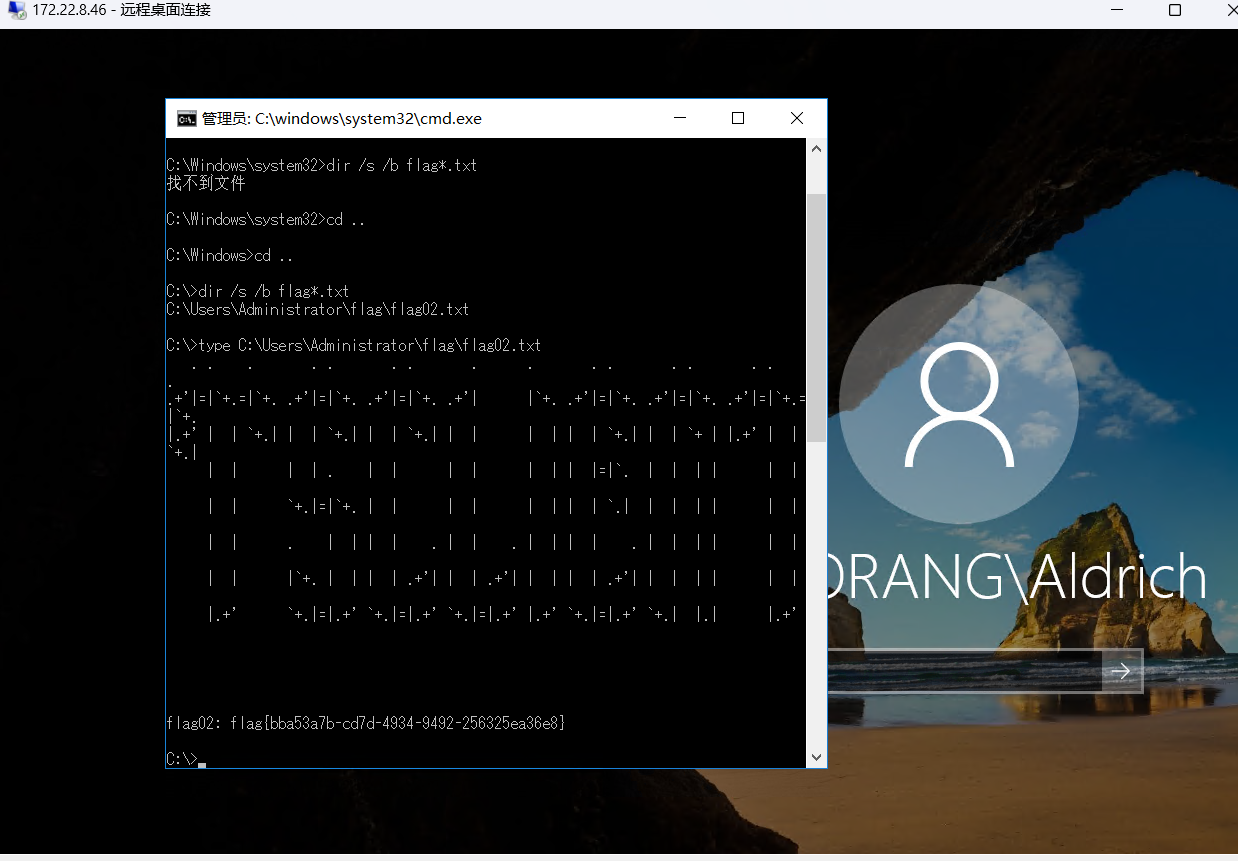 172.22.8.46 - 远程桌面连接
管理员: C:\windows\system32\cmd.exe
C:\Windows\system32>dir /s /b flag*.txt
找不到文件
C:\Windows\system32>cd ..
C:\Windows>cd ..
C:\>dir /s /b flag*.txt
C:\Users\Administrator\flag\flag02.txt
C:\>type C:\Users\Administrator\flag\flag02.txt
flag02: flag{bba53a7b-cd7d-4934-9492-256325ea36e8}
C:\>
ORANG\Aldrich